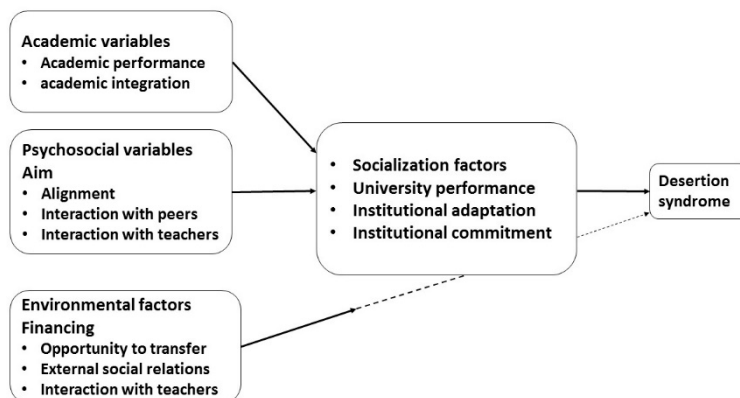 Academic variables
• Academic performance
• academic integration
Psychosocial variables
Aim
• Alignment
• Interaction with peers
• Interaction with teachers
Environmental factors
Financing
• Opportunity to transfer
• External social relations
• Interaction with teachers
• Socialization factors
• University performance
• Institutional adaptation
• Institutional commitment
Desertion
syndrome